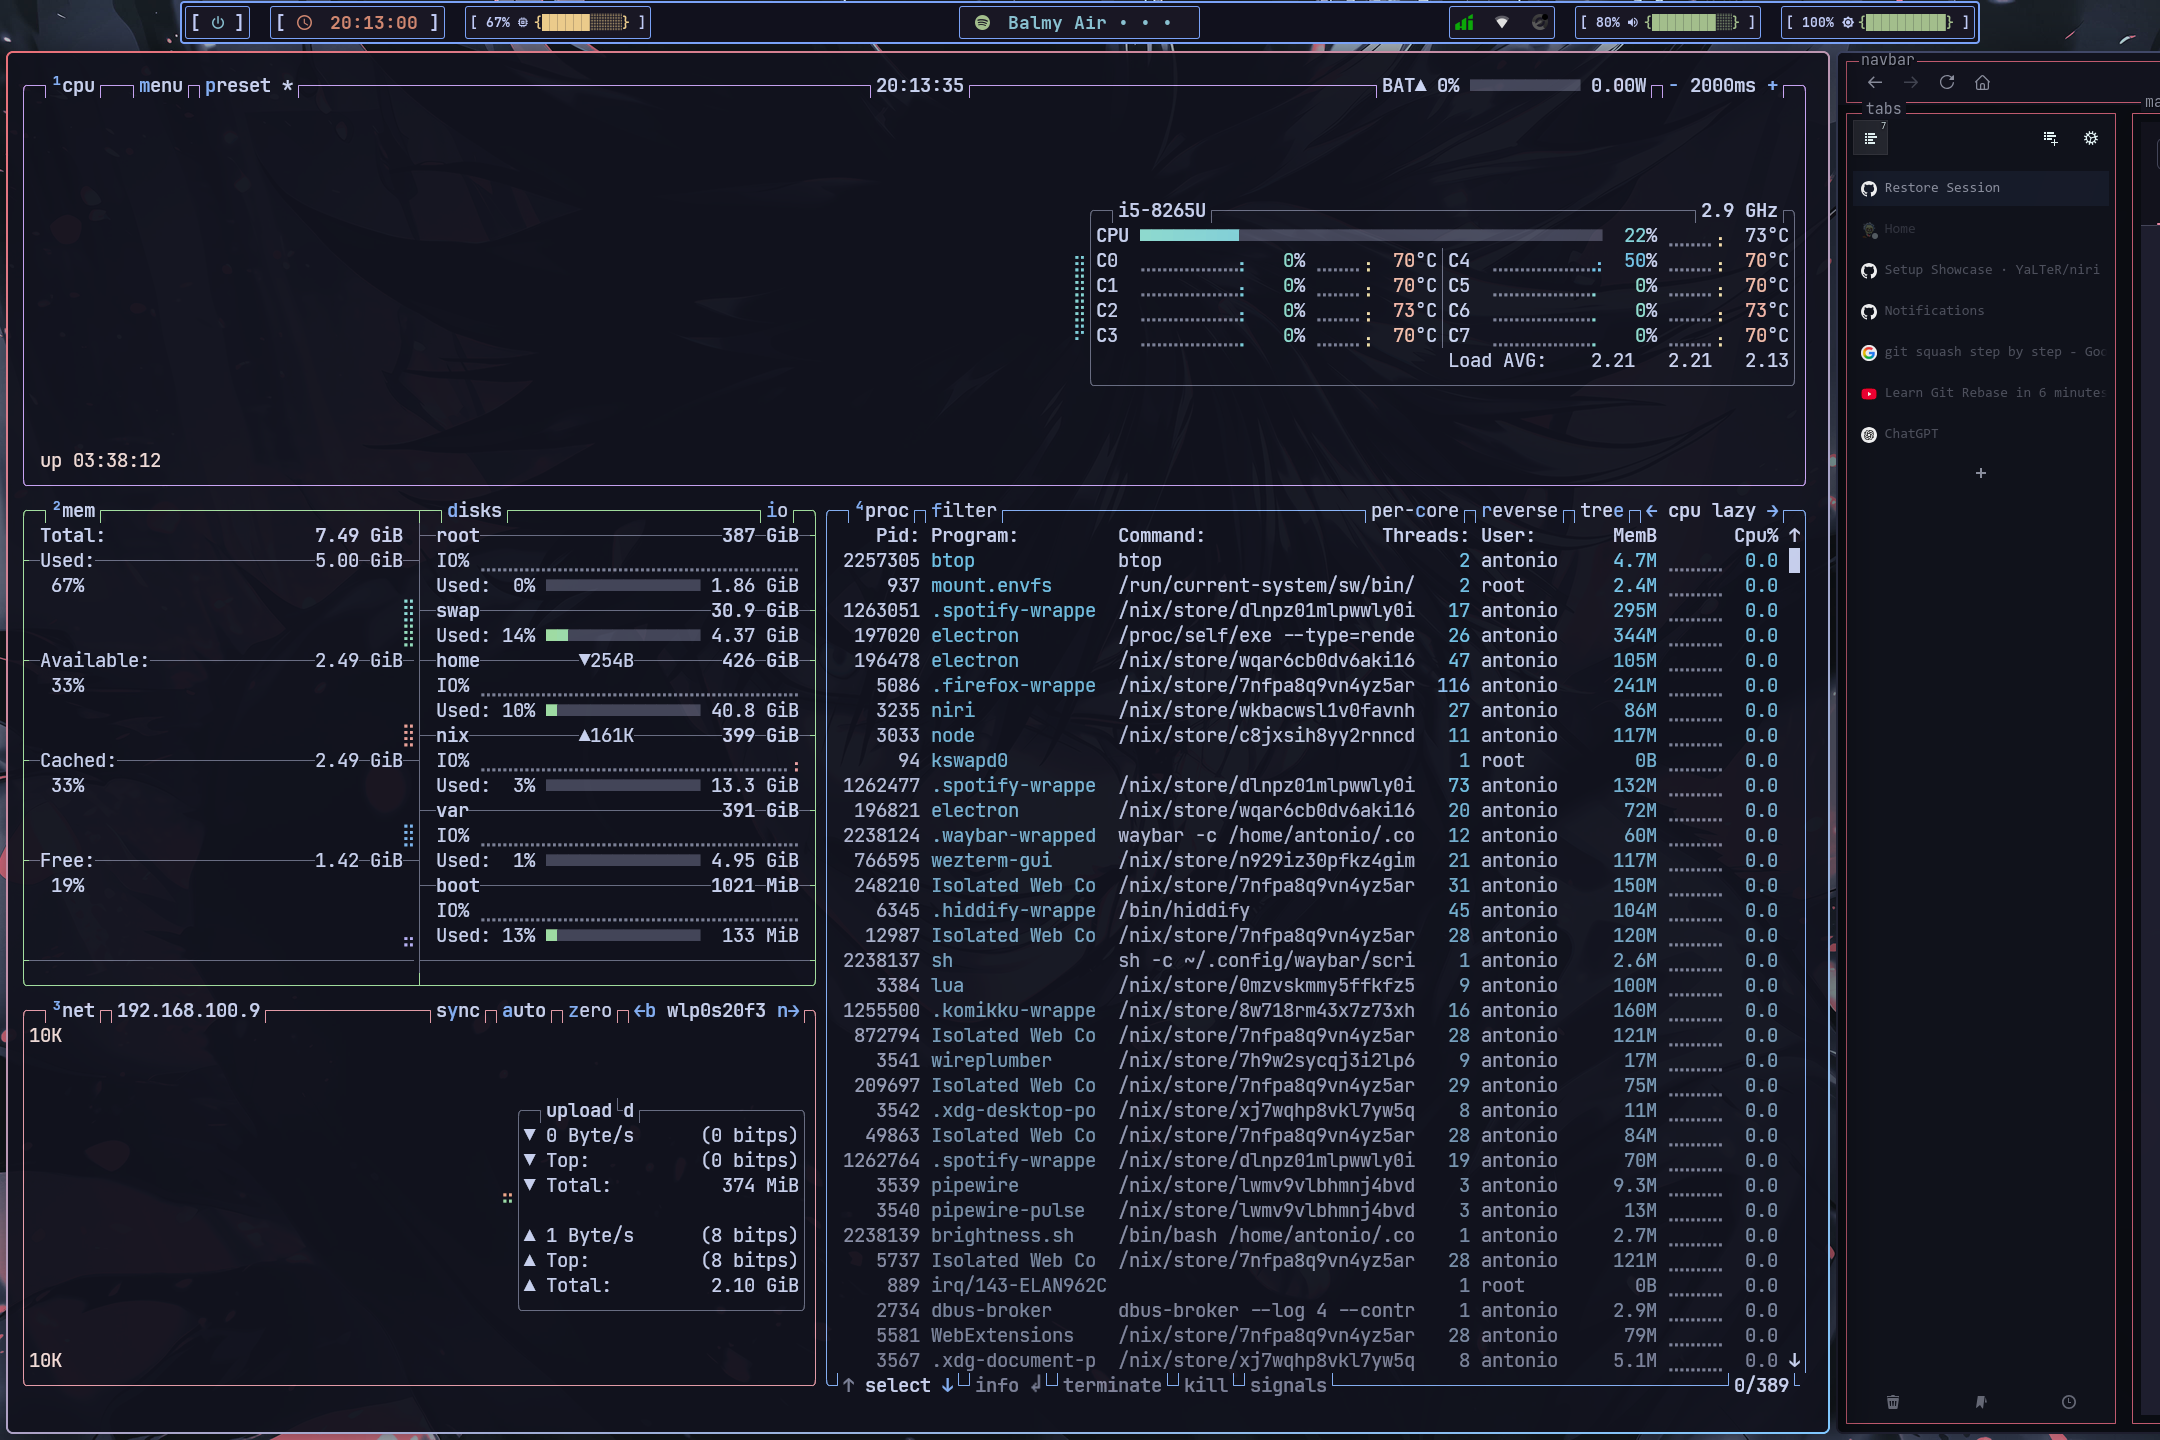 [ ] [ 20:13:00 ] [ 67% { } ] Balmy Air • • • [ 80% { } ] [ 100% { } ]
1cpu menu preset * 20:13:35 BAT▲ 0% 0.00W - 2000ms +
i5-8265U 2.9 GHz
CPU 22% 73°C
C0 0% 70°C C4 50% 70°C
C1 0% 70°C C5 0% 70°C
C2 0% 73°C C6 0% 73°C
C3 0% 70°C C7 0% 70°C
Load AVG: 2.21 2.21 2.13
up 03:38:12
2mem disks io
Total: 7.49 GiB
Used: 5.00 GiB
67%
Available: 2.49 GiB
33%
Cached: 2.49 GiB
33%
Free: 1.42 GiB
19%
root 387 GiB
IO%
Used: 0% 1.86 GiB
swap 30.9 GiB
Used: 14% 4.37 GiB
home ▼254B 426 GiB
IO%
Used: 10% 40.8 GiB
nix ▲161K 399 GiB
IO%
Used: 3% 13.3 GiB
var 391 GiB
IO%
Used: 1% 4.95 GiB
boot 1021 MiB
IO%
Used: 13% 133 MiB
3net 192.168.100.9 sync auto zero ←b wlp0s20f3 n→
10K
upload d
▼ 0 Byte/s (0 bitps)
▼ Top: (0 bitps)
▼ Total: 374 MiB
▲ 1 Byte/s (8 bitps)
▲ Top: (8 bitps)
▲ Total: 2.10 GiB
10K
4proc filter per-core reverse tree ← cpu lazy →
Pid: Program: Command: Threads: User: MemB Cpu% ↑
2257305 btop btop 2 antonio 4.7M 0.0
937 mount.envfs /run/current-system/sw/bin/ 2 root 2.4M 0.0
1263051 .spotify-wrappe /nix/store/dlnpz01mlpwwly0i 17 antonio 295M 0.0
197020 electron /proc/self/exe --type=rende 26 antonio 344M 0.0
196478 electron /nix/store/wqar6cb0dv6aki16 47 antonio 105M 0.0
5086 .firefox-wrappe /nix/store/7nfpa8q9vn4yz5ar 116 antonio 241M 0.0
3235 niri /nix/store/wkbacwsl1v0favnh 27 antonio 86M 0.0
3033 node /nix/store/c8jxsih8yy2rnncd 11 antonio 117M 0.0
94 kswapd0 1 root 0B 0.0
1262477 .spotify-wrappe /nix/store/dlnpz01mlpwwly0i 73 antonio 132M 0.0
196821 electron /nix/store/wqar6cb0dv6aki16 20 antonio 72M 0.0
2238124 .waybar-wrapped waybar -c /home/antonio/.co 12 antonio 60M 0.0
766595 wezterm-gui /nix/store/n929iz30pfkz4gim 21 antonio 117M 0.0
248210 Isolated Web Co /nix/store/7nfpa8q9vn4yz5ar 31 antonio 150M 0.0
6345 .hiddify-wrappe /bin/hiddify 45 antonio 104M 0.0
12987 Isolated Web Co /nix/store/7nfpa8q9vn4yz5ar 28 antonio 120M 0.0
2238137 sh sh -c ~/.config/waybar/scri 1 antonio 2.6M 0.0
3384 lua /nix/store/0mzvskmmy5ffkfz5 9 antonio 100M 0.0
1255500 .komikku-wrappe /nix/store/8w718rm43x7z73xh 16 antonio 160M 0.0
872794 Isolated Web Co /nix/store/7nfpa8q9vn4yz5ar 28 antonio 121M 0.0
3541 wireplumber /nix/store/7h9w2sycqj3i2lp6 9 antonio 17M 0.0
209697 Isolated Web Co /nix/store/7nfpa8q9vn4yz5ar 29 antonio 75M 0.0
3542 .xdg-desktop-po /nix/store/xj7wqhp8vkl7yw5q 8 antonio 11M 0.0
49863 Isolated Web Co /nix/store/7nfpa8q9vn4yz5ar 28 antonio 84M 0.0
1262764 .spotify-wrappe /nix/store/dlnpz01mlpwwly0i 19 antonio 70M 0.0
3539 pipewire /nix/store/lwmv9vlbhmnj4bvd 3 antonio 9.3M 0.0
3540 pipewire-pulse /nix/store/lwmv9vlbhmnj4bvd 3 antonio 13M 0.0
2238139 brightness.sh /bin/bash /home/antonio/.co 1 antonio 2.7M 0.0
5737 Isolated Web Co /nix/store/7nfpa8q9vn4yz5ar 28 antonio 121M 0.0
889 irq/143-ELAN962C 1 root 0B 0.0
2734 dbus-broker dbus-broker --log 4 --contr 1 antonio 2.9M 0.0
5581 WebExtensions /nix/store/7nfpa8q9vn4yz5ar 28 antonio 79M 0.0
3567 .xdg-document-p /nix/store/xj7wqhp8vkl7yw5q 8 antonio 5.1M 0.0 ↓
↑ select ↓ info ↲ terminate kill signals 0/389
navbar
ma
tabs
7
Restore Session
Home
Setup Showcase · YaLTeR/niri
Notifications
git squash step by step - Goo
Learn Git Rebase in 6 minutes
ChatGPT
+